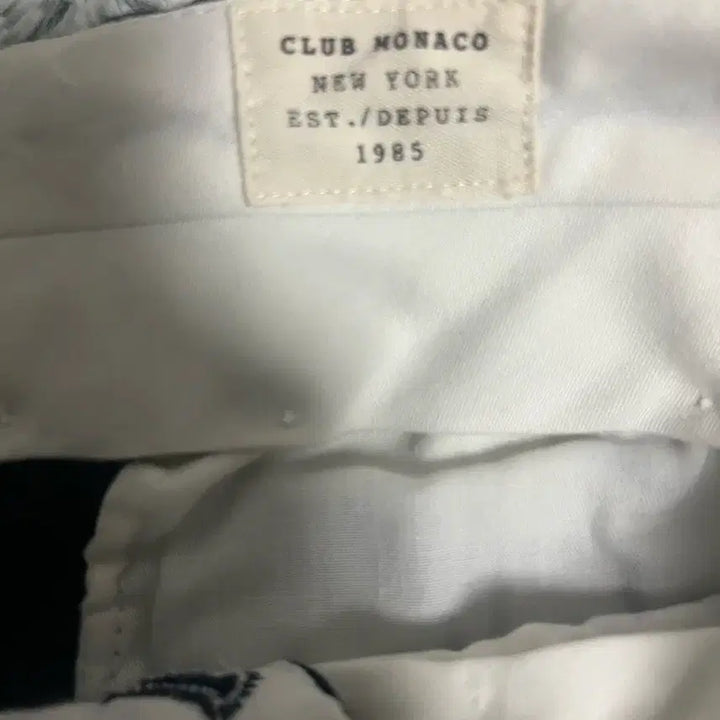 CLUB MONACO
NEW YORK
EST./DEPUIS
1985